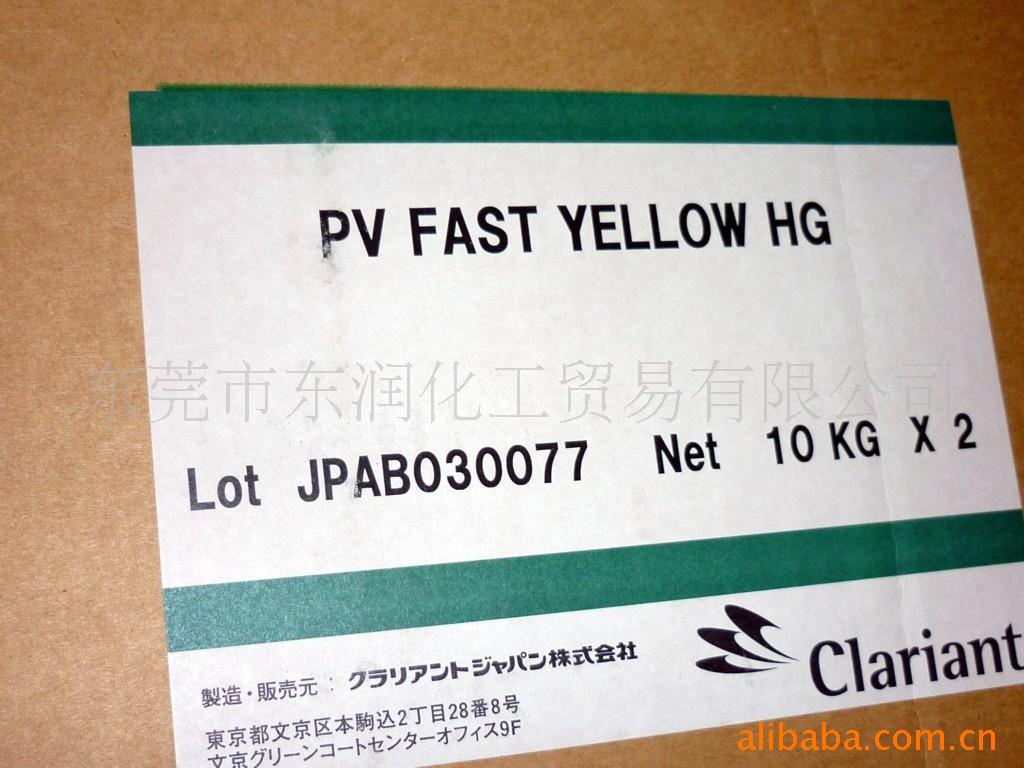 PV FAST YELLOW HG
东莞市东润化工贸易有限公司
Lot JPAB030077 Net 10 KG X 2
製造・販売元：クラリアントジャパン株式会社
東京都文京区本駒込2丁目28番8号
文京グリーンコートセンターオフィス9F
Clariant
alibaba.com.cn